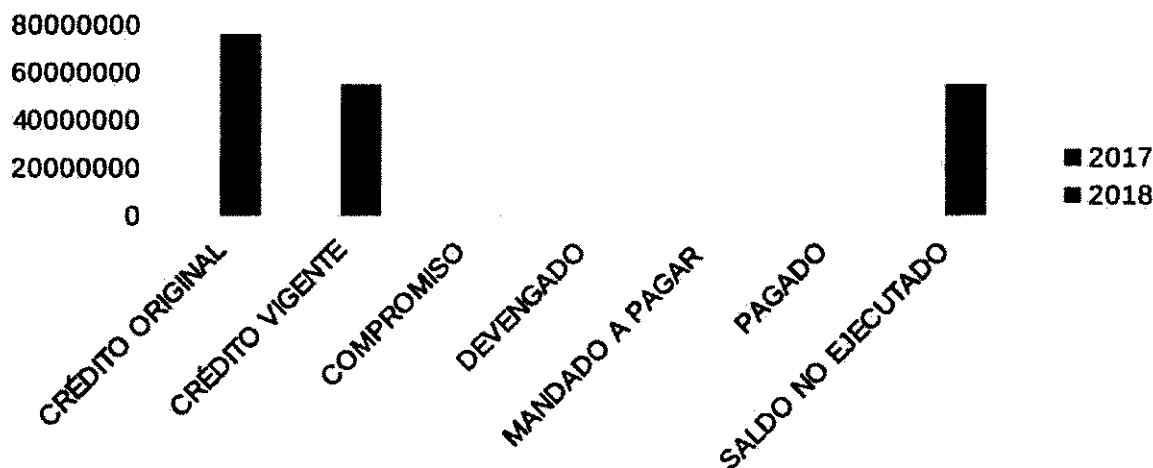 80000000
60000000
40000000
20000000
0
CRÉDITO ORIGINAL
CRÉDITO VIGENTE
COMPROMISO
DEVENGADO
MANDADO A PAGAR
PAGADO
SALDO NO EJECUTADO
2017
2018